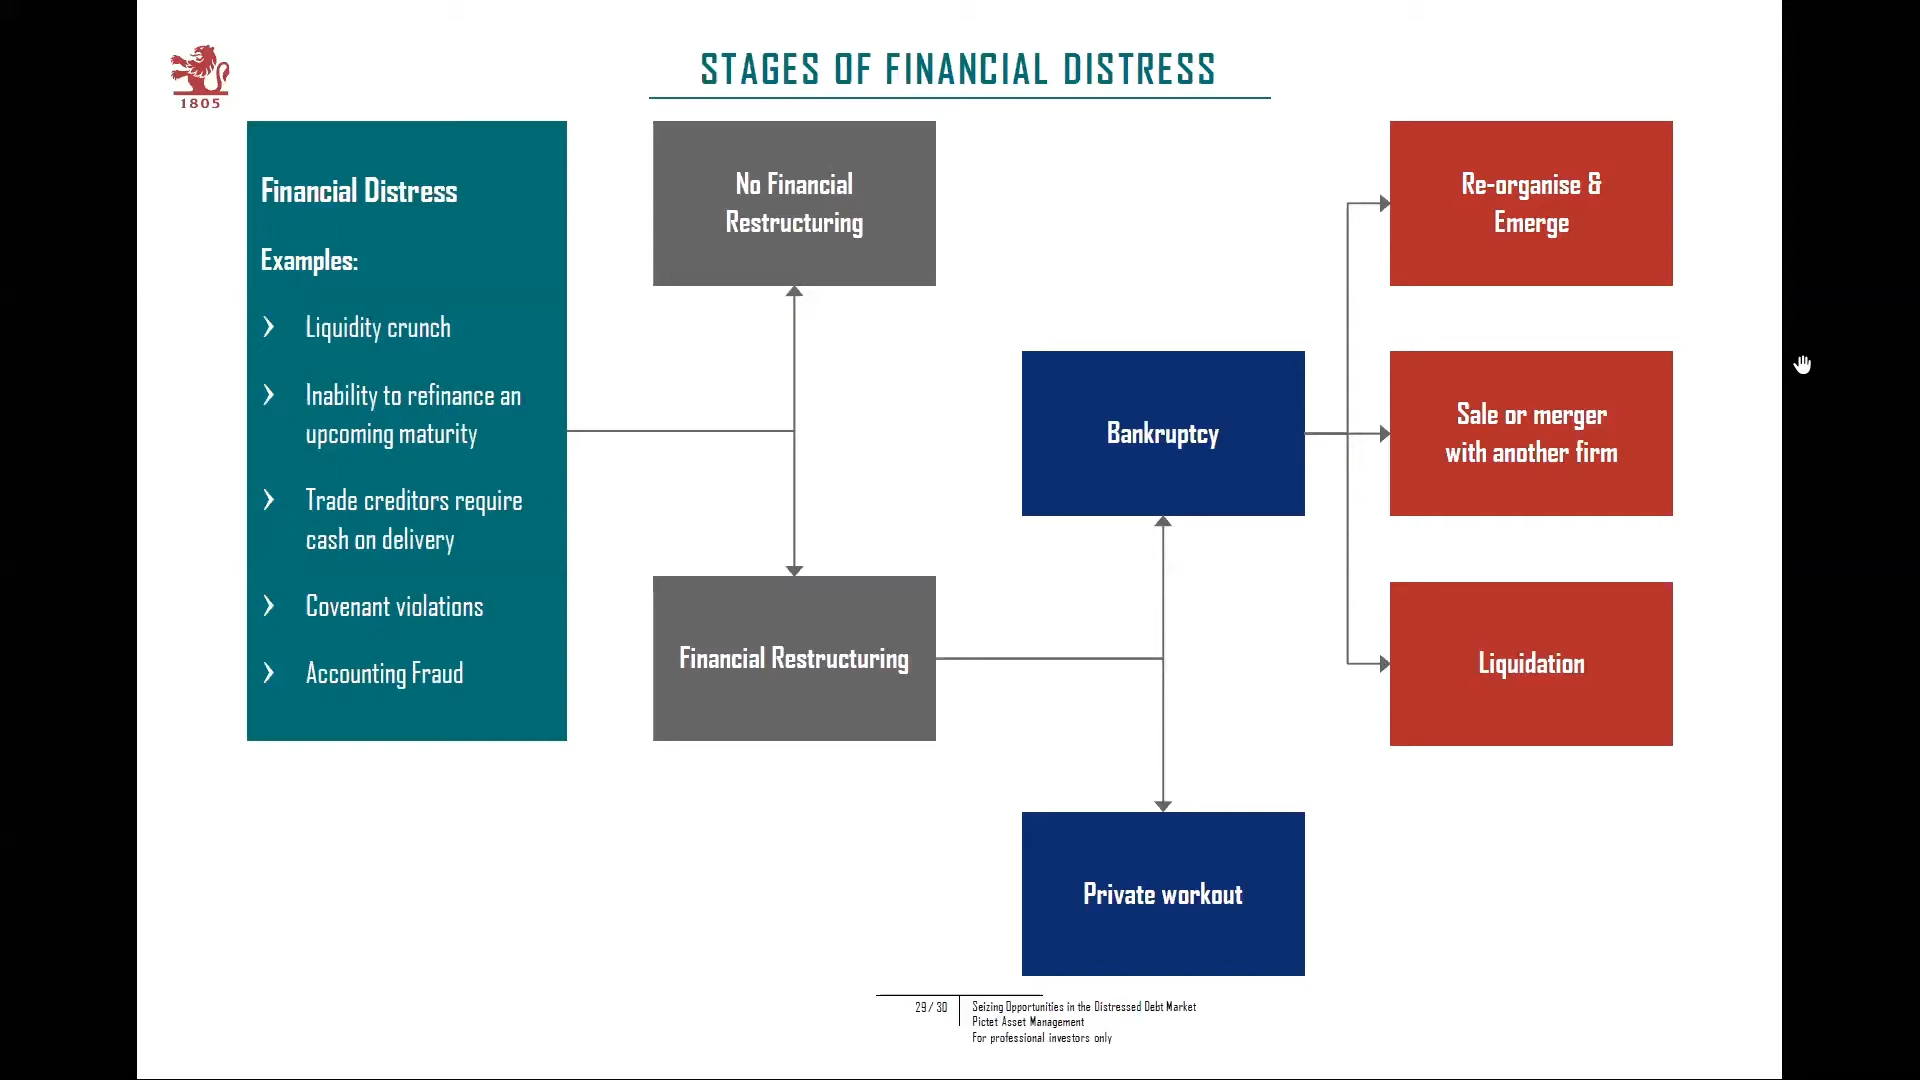 1805
STAGES OF FINANCIAL DISTRESS
Financial Distress
Examples:
Liquidity crunch
Inability to refinance an
upcoming maturity
Trade creditors require
cash on delivery
Covenant violations
Accounting Fraud
No Financial
Restructuring
Financial Restructuring
Bankruptcy
Private workout
Re-organise &
Emerge
Sale or merger
with another firm
Liquidation
29 / 30
Seizing Opportunities in the Distressed Debt Market
Pictet Asset Management
For professional investors only